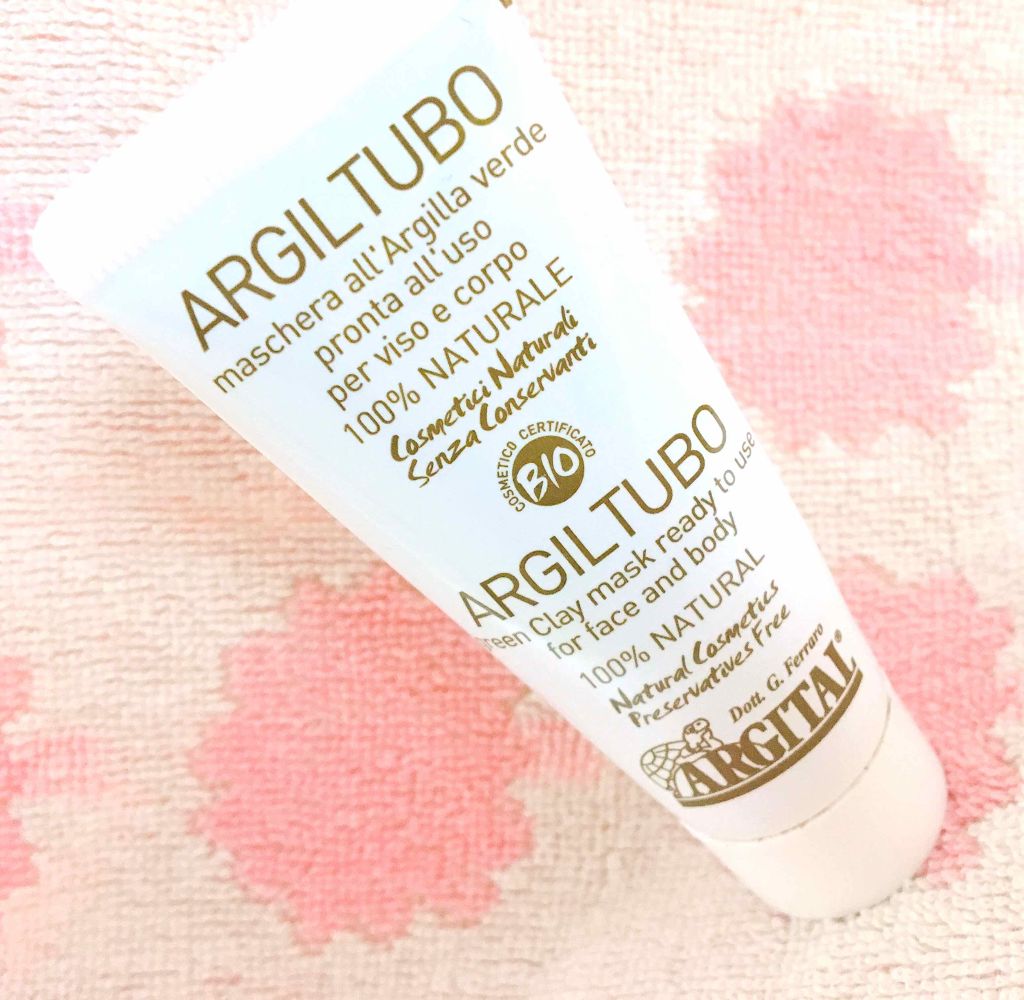 ARGILTUBO
maschera all'Argilla verde
pronta all'uso
per viso e corpo
100% NATURALE
Cosmetici Naturali
Senza Conservanti
COSMETICO CERTIFICATO
BIO
ARGILTUBO
Clay mask ready to use
for face and body
100% NATURAL
Natural Cosmetics
Preservatives Free
Dott. G. Ferraro
ARGITAL®